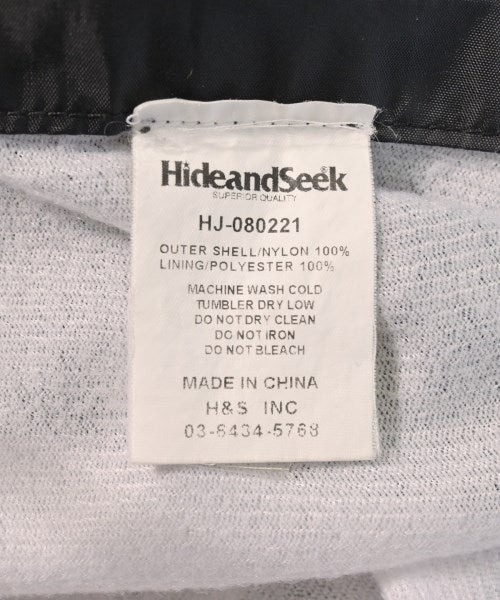 HideandSeek
SUPERIOR QUALITY
HJ-080221
OUTER SHELL/NYLON 100%
LINING/POLYESTER 100%
MACHINE WASH COLD
TUMBLER DRY LOW
DO NOT DRY CLEAN
DO NOT IRON
DO NOT BLEACH
MADE IN CHINA
H&S INC
03-6434-5768